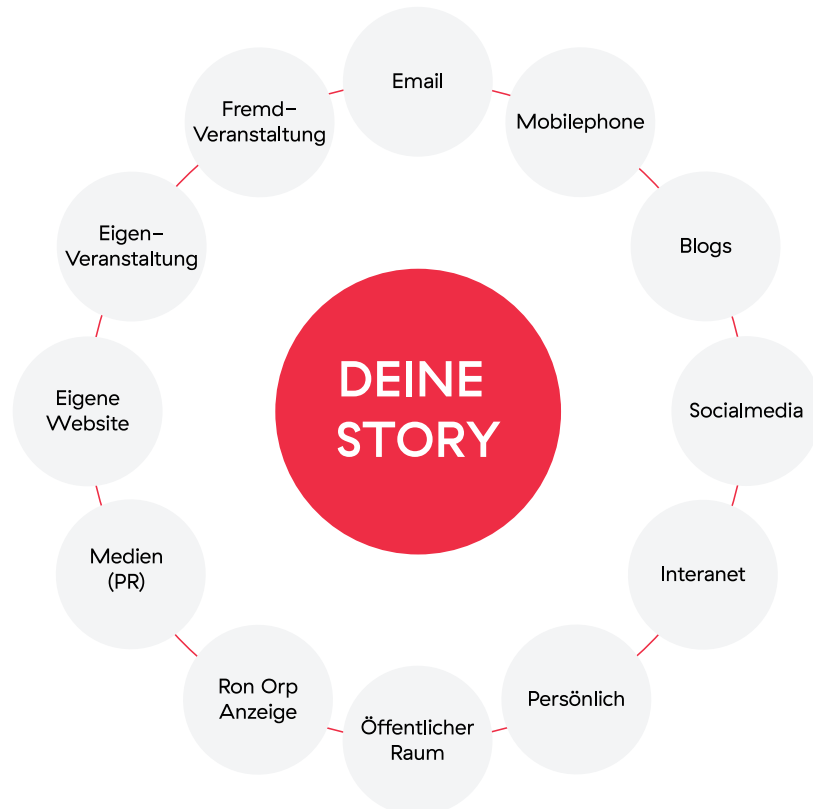 Email
Mobilephone
Blogs
Socialmedia
Interanet
Persönlich
Öffentlicher
Raum
Ron Orp
Anzeige
Medien
(PR)
Eigene
Website
Eigen-
Veranstaltung
Fremd-
Veranstaltung
DEINE
STORY